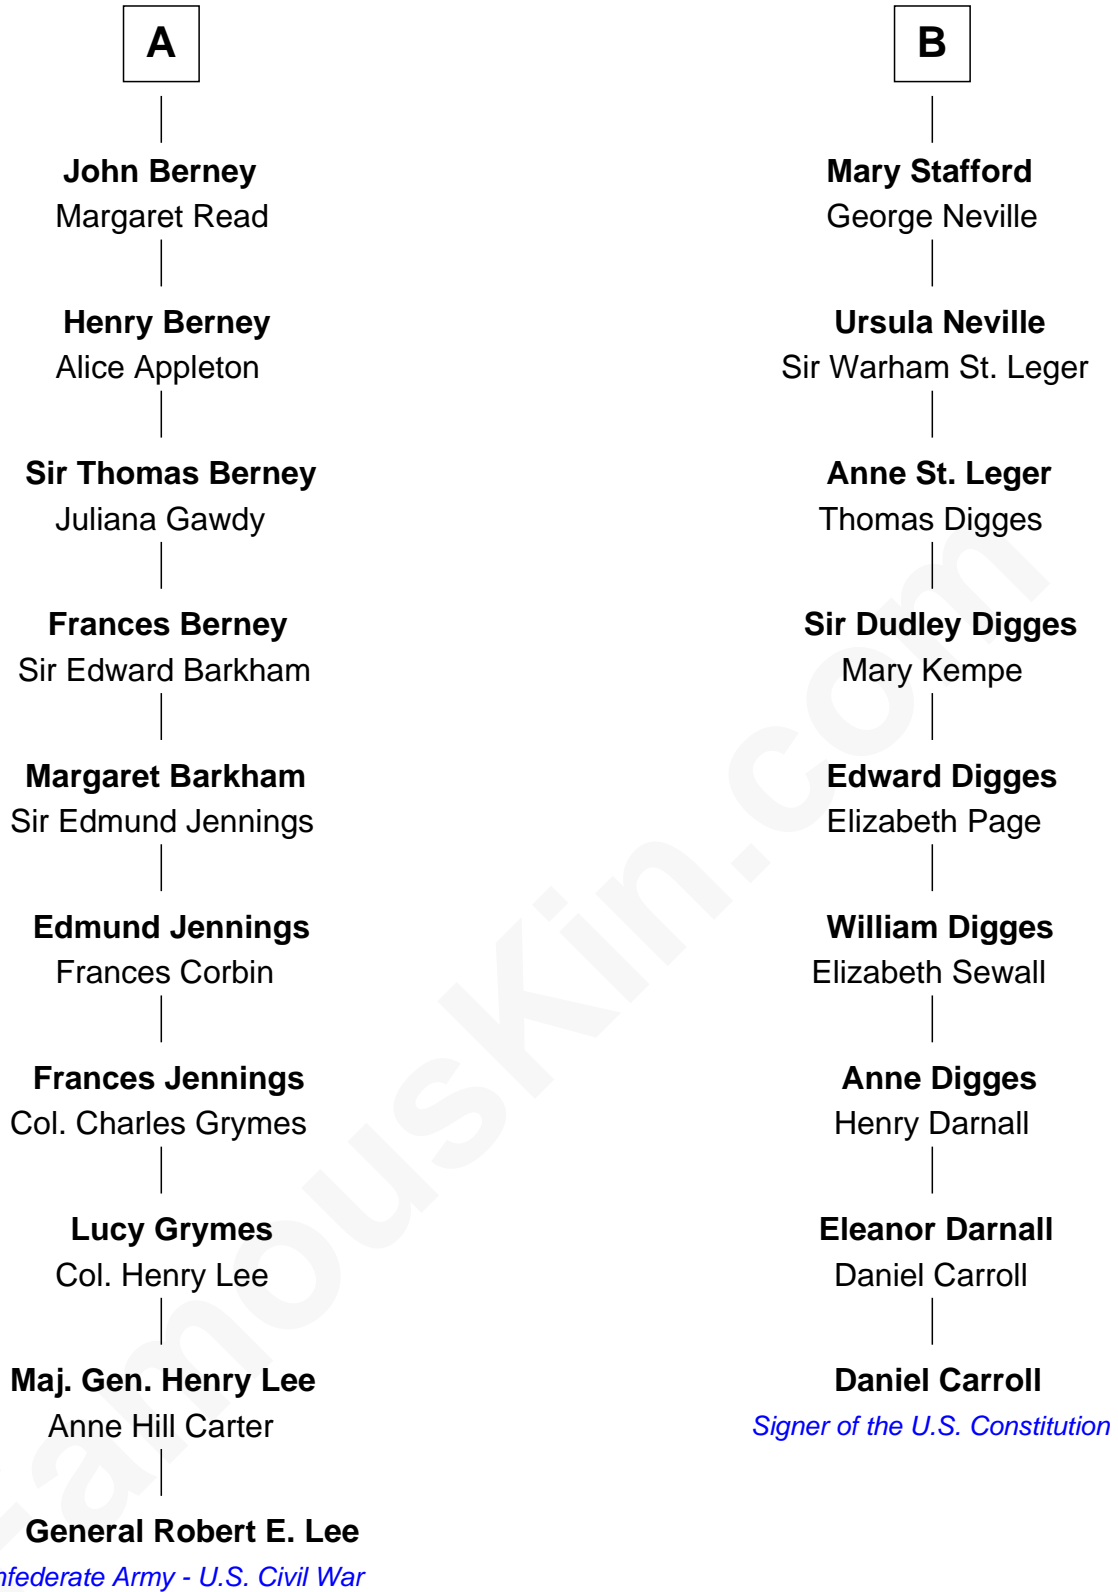 A
John Berney
Margaret Read
Henry Berney
Alice Appleton
Sir Thomas Berney
Juliana Gawdy
Frances Berney
Sir Edward Barkham
Margaret Barkham
Sir Edmund Jennings
Edmund Jennings
Frances Corbin
Frances Jennings
Col. Charles Grymes
Lucy Grymes
Col. Henry Lee
Maj. Gen. Henry Lee
Anne Hill Carter
General Robert E. Lee
nfederate Army - U.S. Civil War
B
Mary Stafford
George Neville
Ursula Neville
Sir Warham St. Leger
Anne St. Leger
Thomas Digges
Sir Dudley Digges
Mary Kempe
Edward Digges
Elizabeth Page
William Digges
Elizabeth Sewall
Anne Digges
Henry Darnall
Eleanor Darnall
Daniel Carroll
Daniel Carroll
Signer of the U.S. Constitution
FamousKin.com